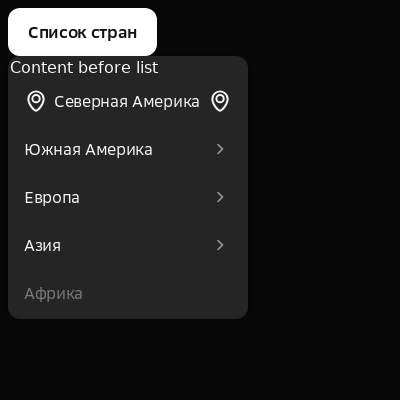 Список стран
Content before list
Северная Америка
Южная Америка
Европа
Азия
Африка